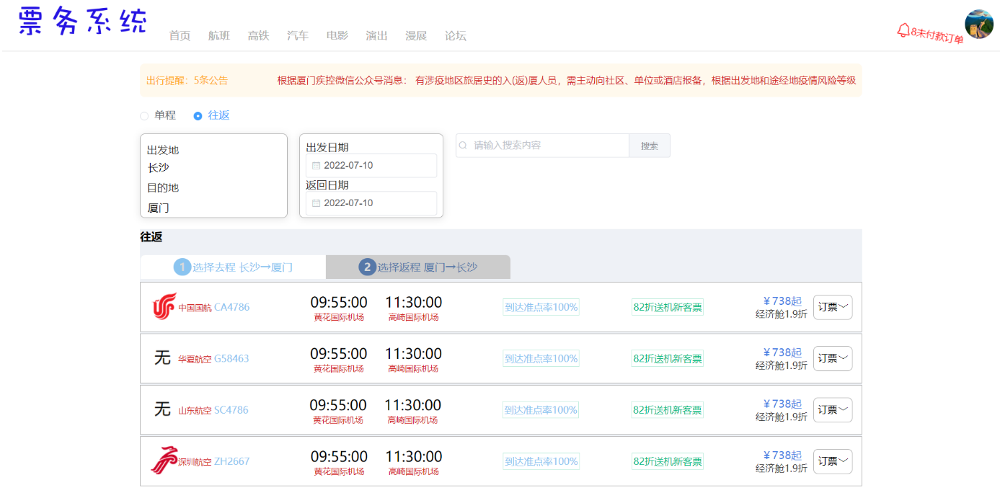 票务系统
首页 航班 高铁 汽车 电影 演出 漫展 论坛
8未付款订单
出行提醒：5条公告 根据厦门疾控微信公众号消息： 有涉疫地区旅居史的入(返)厦人员，需主动向社区、单位或酒店报备，根据出发地和途经地疫情风险等级
单程 往返
出发地
长沙
目的地
厦门
出发日期
2022-07-10
返回日期
2022-07-10
请输入搜索内容 搜索
往返
1 选择去程 长沙→厦门 2 选择返程 厦门→长沙
中国国航 CA4786 09:55:00 11:30:00 到达准点率100% 82折送机新客票 ￥738起 订票
黄花国际机场 高崎国际机场 经济舱1.9折
无 华夏航空 G58463 09:55:00 11:30:00 到达准点率100% 82折送机新客票 ￥738起 订票
黄花国际机场 高崎国际机场 经济舱1.9折
无 山东航空 SC4786 09:55:00 11:30:00 到达准点率100% 82折送机新客票 ￥738起 订票
黄花国际机场 高崎国际机场 经济舱1.9折
深圳航空 ZH2667 09:55:00 11:30:00 到达准点率100% 82折送机新客票 ￥738起 订票
黄花国际机场 高崎国际机场 经济舱1.9折